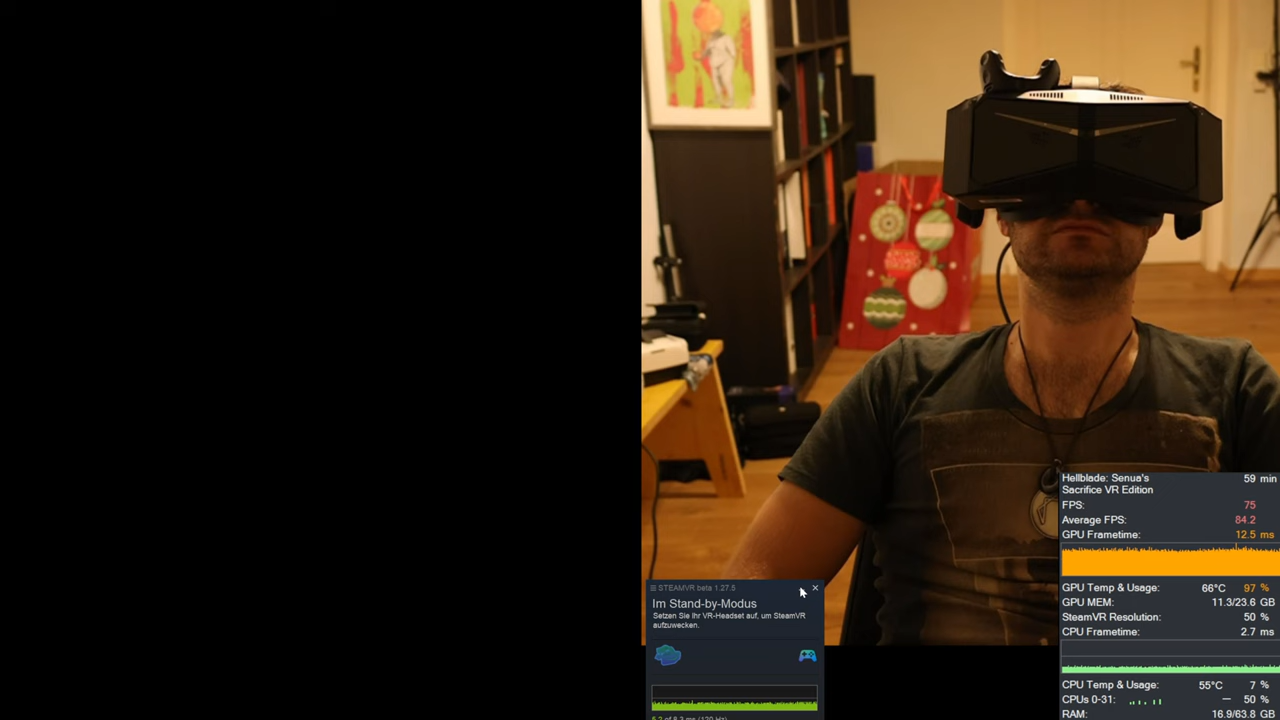 Hellblade: Senua's 59 min
Sacrifice VR Edition
FPS: 75
Average FPS: 84.2
GPU Frametime: 12.5 ms
GPU Temp & Usage: 66°C 97 %
GPU MEM: 11.3/23.6 GB
SteamVR Resolution: 50 %
CPU Frametime: 2.7 ms
CPU Temp & Usage: 55°C 7 %
CPUs 0-31: — 50 %
RAM: 16.9/63.8 GB
STEAMVR beta 1.27.5
Im Stand-by-Modus
Setzen Sie Ihr VR-Headset auf, um SteamVR
aufzuwecken.